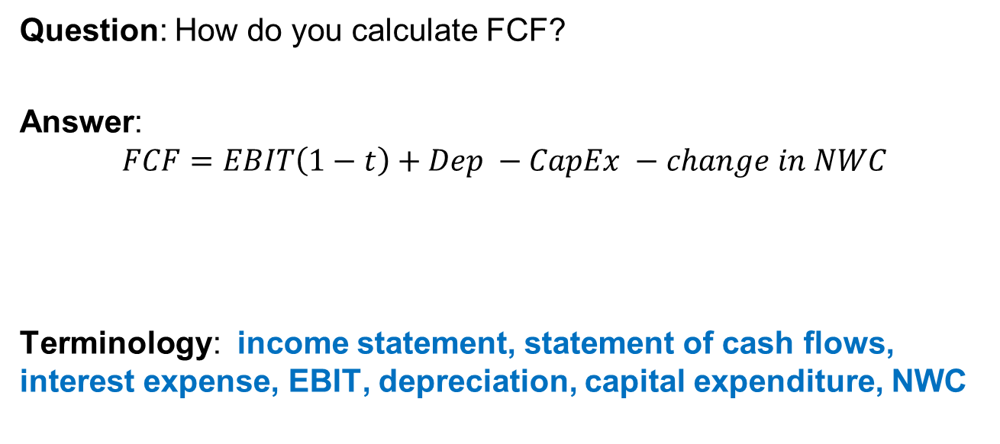 Question: How do you calculate FCF?
Answer:
FCF = EBIT(1 − t) + Dep − CapEx − change in NWC
Terminology: income statement, statement of cash flows,
interest expense, EBIT, depreciation, capital expenditure, NWC